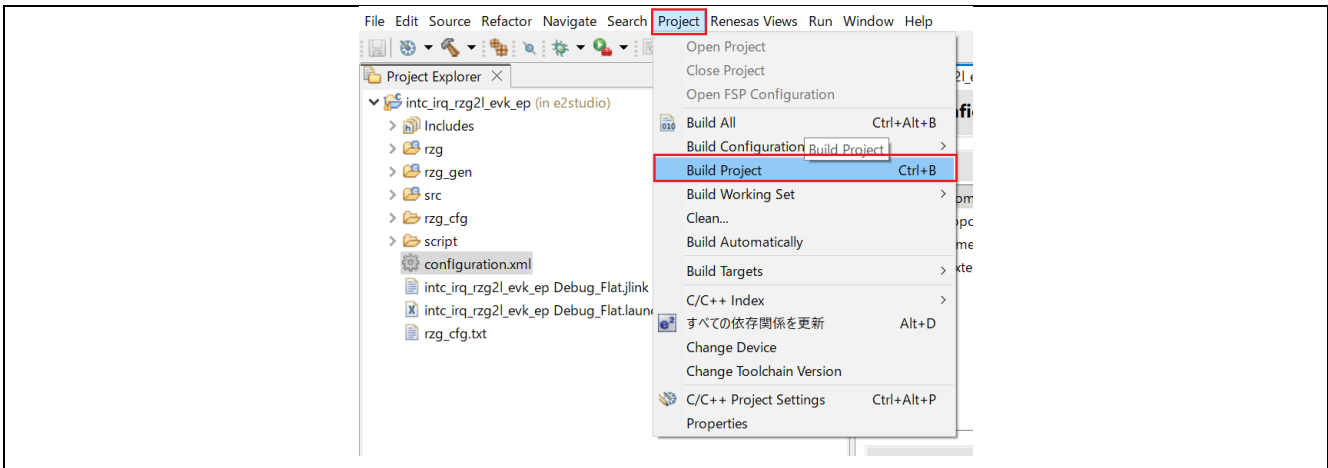 File Edit Source Refactor Navigate Search Project Renesas Views Run Window Help
Project Explorer
intc_irq_rzg2l_evk_ep (in e2studio)
Includes
rzg
rzg_gen
src
rzg_cfg
script
configuration.xml
intc_irq_rzg2l_evk_ep Debug_Flat.jlink
intc_irq_rzg2l_evk_ep Debug_Flat.laun
rzg_cfg.txt
Open Project
Close Project
Open FSP Configuration
Build All Ctrl+Alt+B
Build Configuration
Build Project
Build Project Ctrl+B
Build Working Set
Clean...
Build Automatically
Build Targets
C/C++ Index
すべての依存関係を更新 Alt+D
Change Device
Change Toolchain Version
C/C++ Project Settings Ctrl+Alt+P
Properties